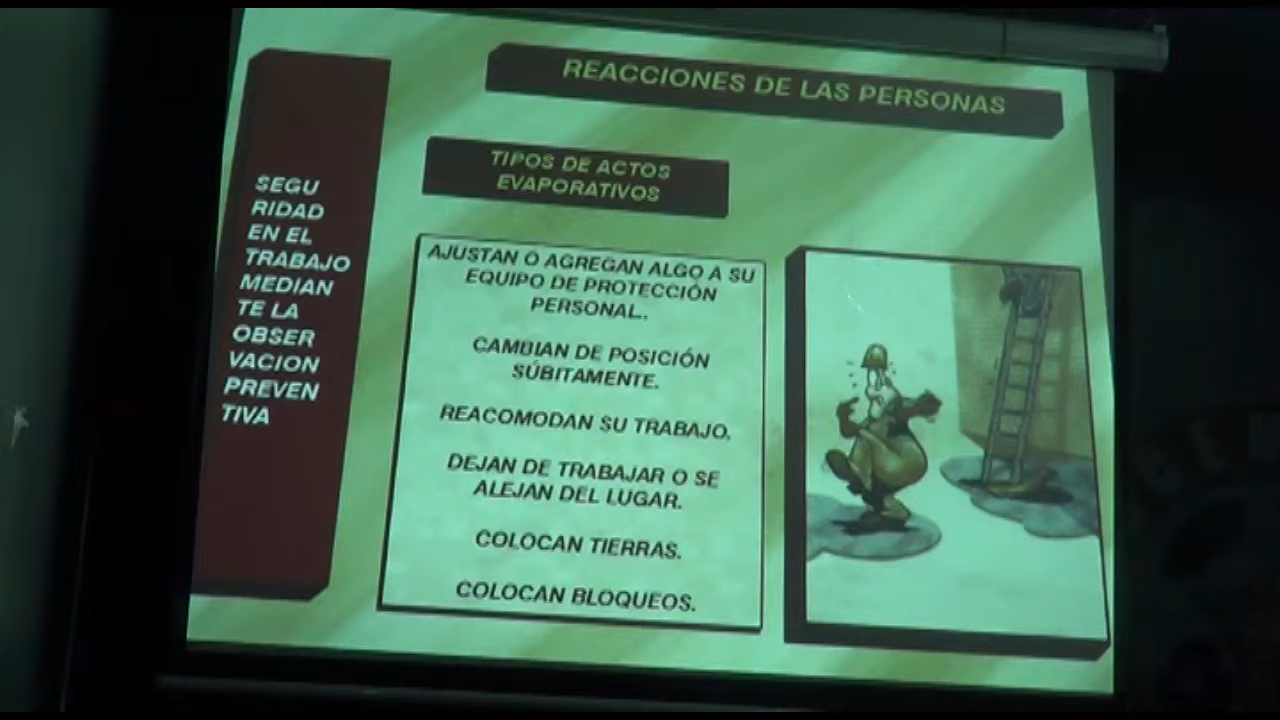 REACCIONES DE LAS PERSONAS
TIPOS DE ACTOS
EVAPORATIVOS
SEGU
RIDAD
EN EL
TRABAJO
MEDIAN
TE LA
OBSER
VACION
PREVEN
TIVA
AJUSTAN O AGREGAN ALGO A SU
EQUIPO DE PROTECCIÓN
PERSONAL.
CAMBIAN DE POSICIÓN
SÚBITAMENTE.
REACOMODAN SU TRABAJO.
DEJAN DE TRABAJAR O SE
ALEJAN DEL LUGAR.
COLOCAN TIERRAS.
COLOCAN BLOQUEOS.